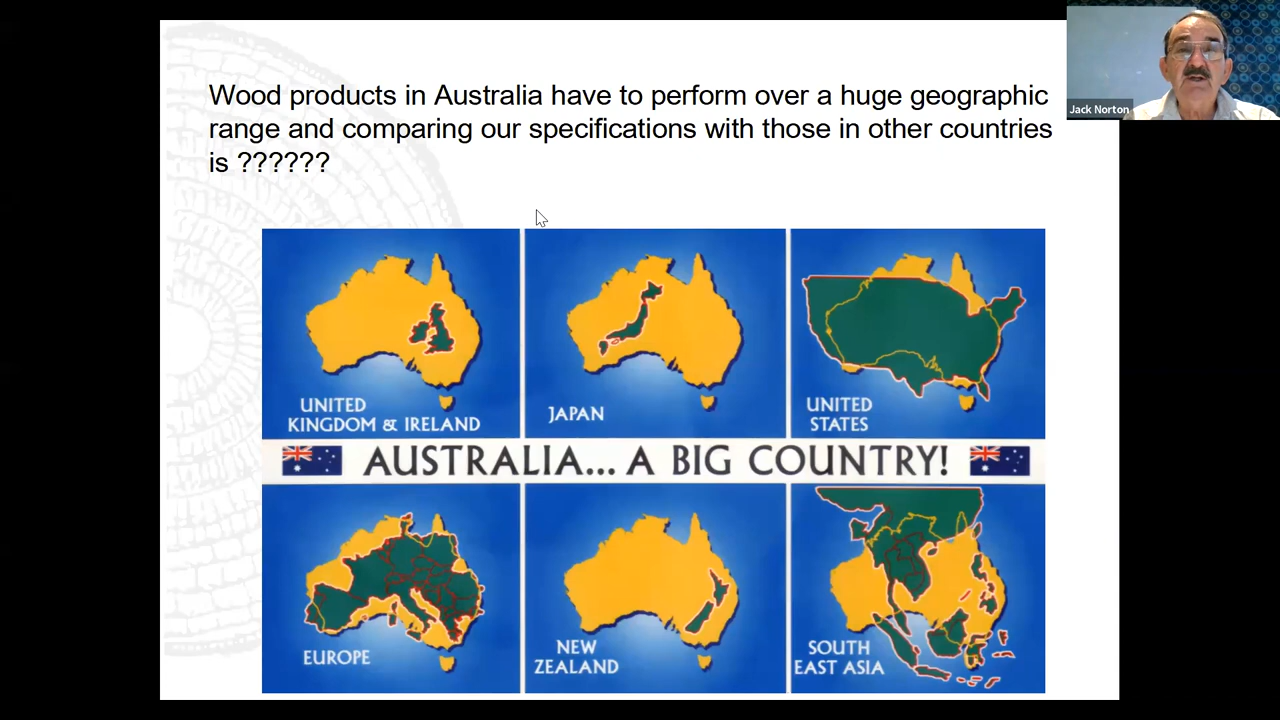 Wood products in Australia have to perform over a huge geographic
range and comparing our specifications with those in other countries
is ??????
Jack Norton
UNITED
KINGDOM & IRELAND
JAPAN
UNITED
STATES
AUSTRALIA... A BIG COUNTRY!
EUROPE
NEW
ZEALAND
SOUTH
EAST ASIA